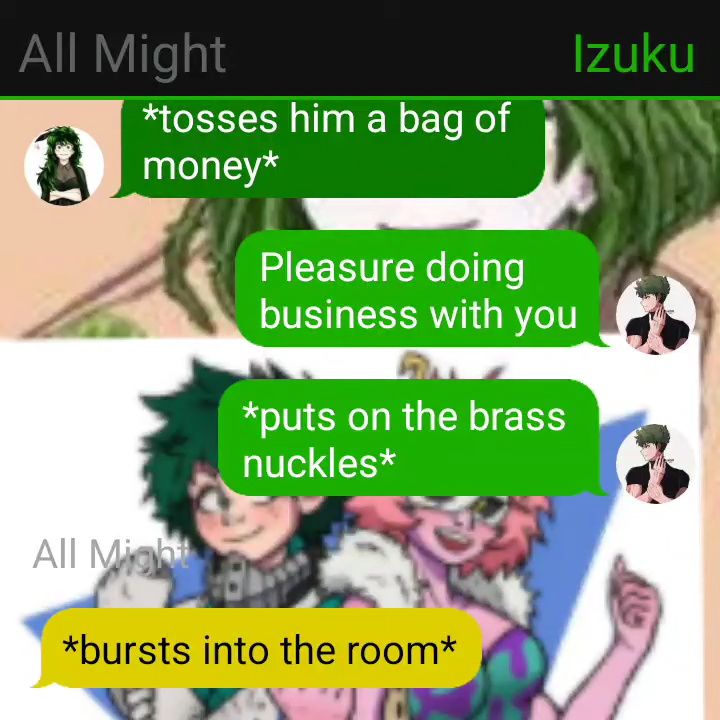 All Might
Izuku
*tosses him a bag of
money*
Pleasure doing
business with you
*puts on the brass
nuckles*
All Might
*bursts into the room*